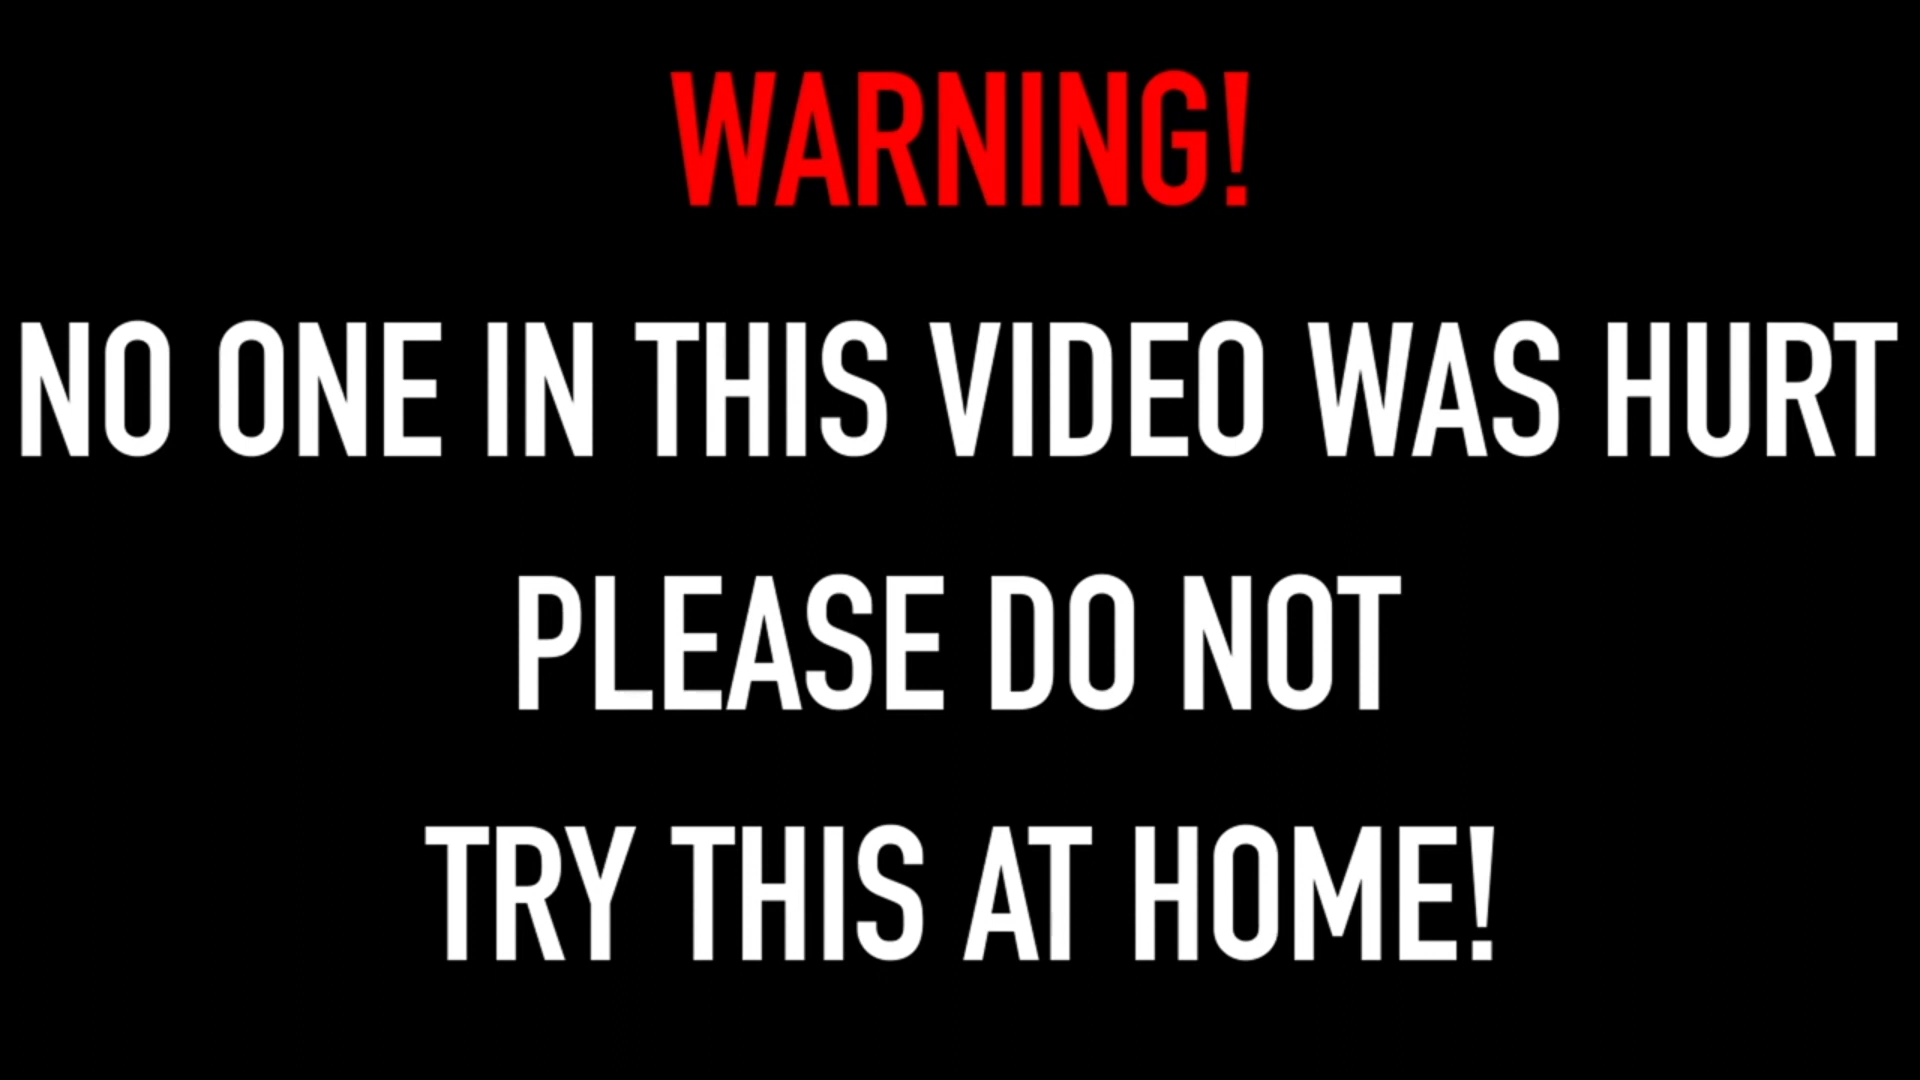 WARNING!
NO ONE IN THIS VIDEO WAS HURT
PLEASE DO NOT
TRY THIS AT HOME!